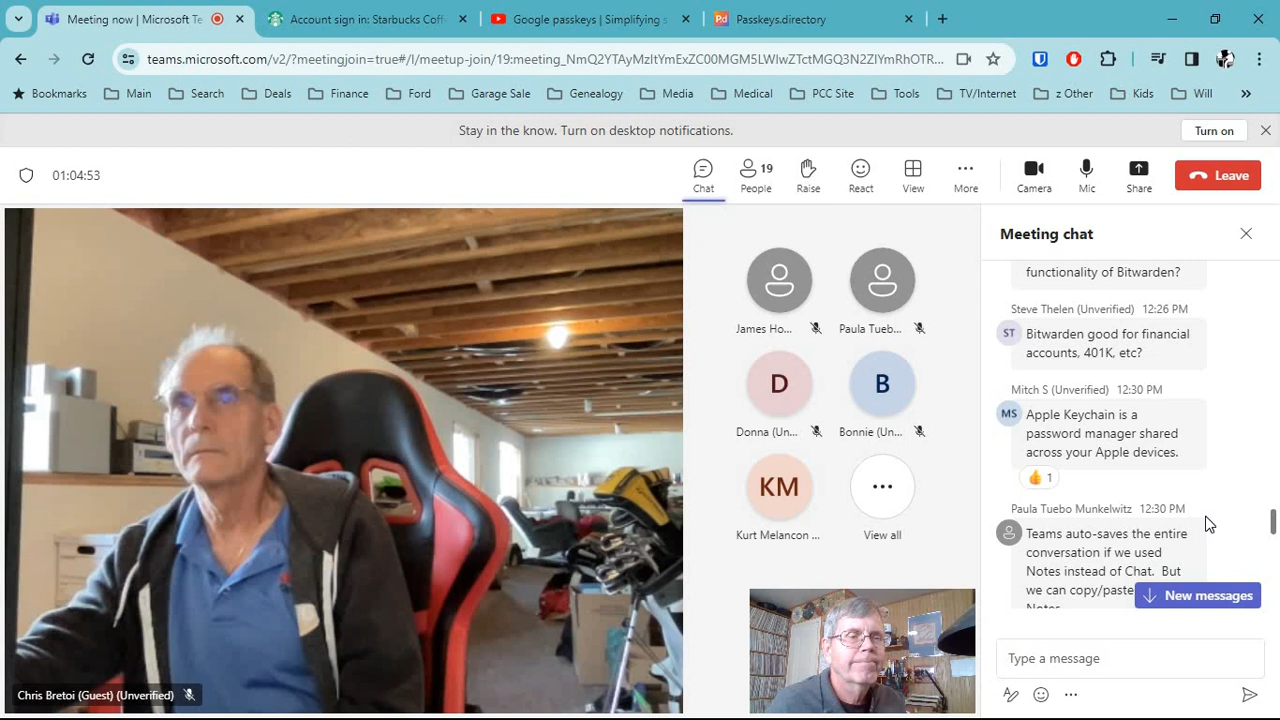 Meeting now | Microsoft Te
Account sign in: Starbucks Coff
Google passkeys | Simplifying s
Pd Passkeys.directory
teams.microsoft.com/v2/?meetingjoin=true#/l/meetup-join/19:meeting_NmQ2YTAyMzItYmExZC00MGM5LWIwZTctMGQ3N2ZlYmRhOTR...
Bookmarks Main Search Deals Finance Ford Garage Sale Genealogy Media Medical PCC Site Tools TV/Internet z Other Kids Will
Stay in the know. Turn on desktop notifications.
Turn on
01:04:53
Chat
19
People
Raise
React
View
More
Camera
Mic
Share
Leave
Chris Bretoi (Guest) (Unverified)
James Ho...
Paula Tueb...
D
B
Donna (Un...
Bonnie (Un...
KM
...
Kurt Melancon ...
View all
Meeting chat
functionality of Bitwarden?
Steve Thelen (Unverified) 12:26 PM
ST
Bitwarden good for financial
accounts, 401K, etc?
Mitch S (Unverified) 12:30 PM
MS
Apple Keychain is a
password manager shared
across your Apple devices.
1
Paula Tuebo Munkelwitz 12:30 PM
Teams auto-saves the entire
conversation if we used
Notes instead of Chat. But
we can copy/paste
Notes
New messages
Type a message